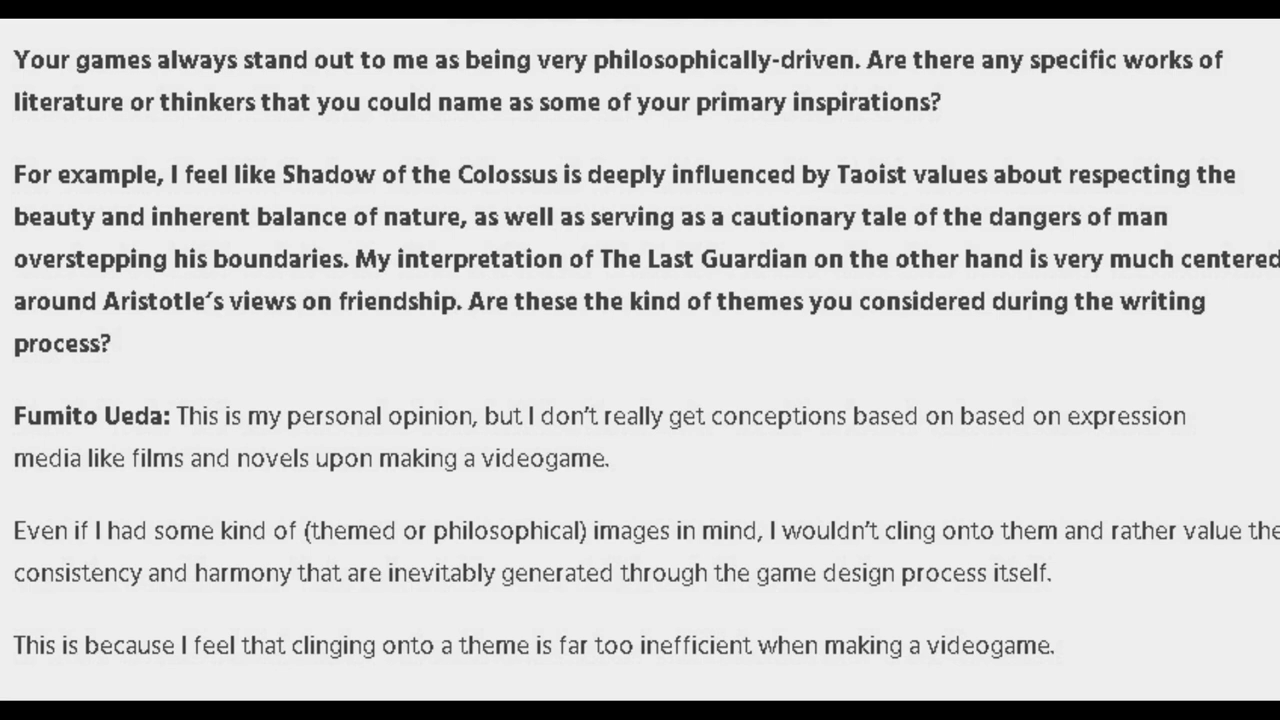 Your games always stand out to me as being very philosophically-driven. Are there any specific works of
literature or thinkers that you could name as some of your primary inspirations?
For example, I feel like Shadow of the Colossus is deeply influenced by Taoist values about respecting the
beauty and inherent balance of nature, as well as serving as a cautionary tale of the dangers of man
overstepping his boundaries. My interpretation of The Last Guardian on the other hand is very much centered
around Aristotle’s views on friendship. Are these the kind of themes you considered during the writing
process?
Fumito Ueda: This is my personal opinion, but I don’t really get conceptions based on based on expression
media like films and novels upon making a videogame.
Even if I had some kind of (themed or philosophical) images in mind, I wouldn’t cling onto them and rather value the
consistency and harmony that are inevitably generated through the game design process itself.
This is because I feel that clinging onto a theme is far too inefficient when making a videogame.